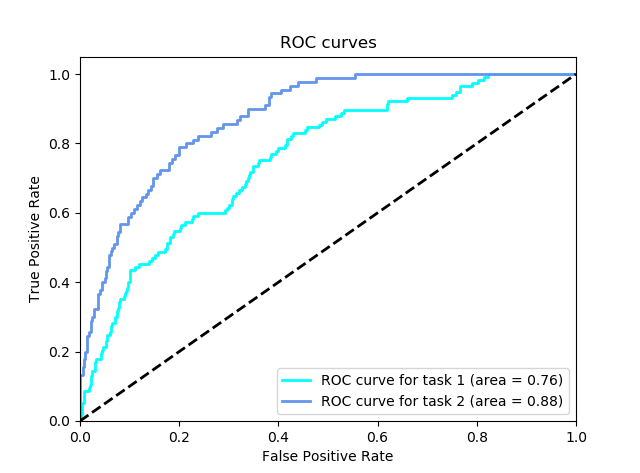 ROC curves
True Positive Rate
1.0
0.8
0.6
0.4
0.2
0.0
ROC curve for task 1 (area = 0.76)
ROC curve for task 2 (area = 0.88)
0.0 0.2 0.4 0.6 0.8 1.0
False Positive Rate